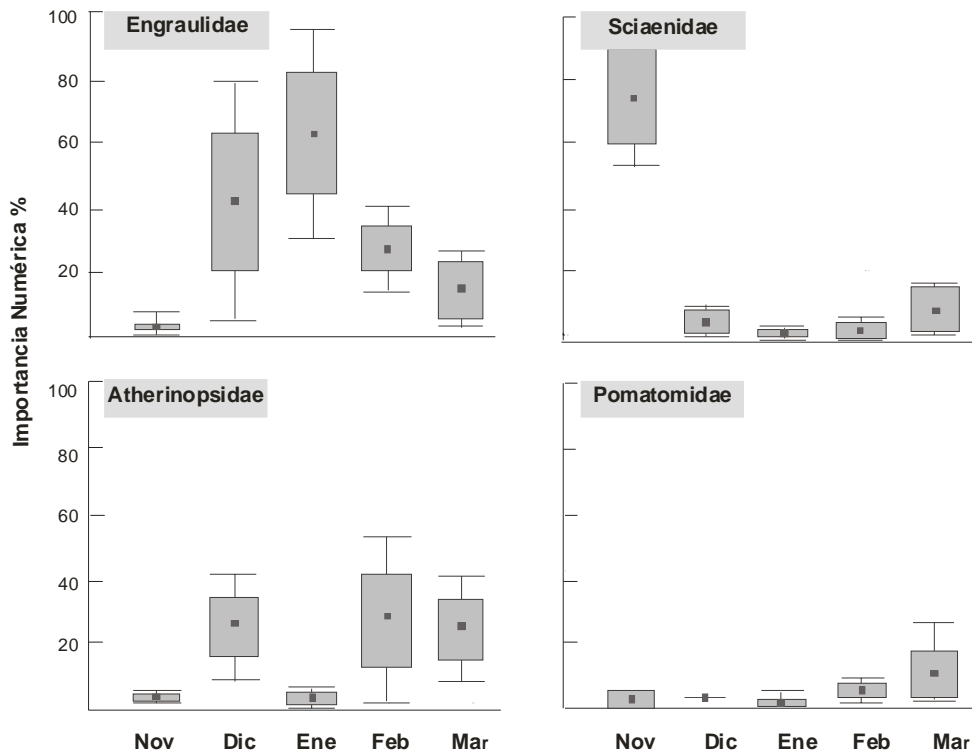 Importancia Numérica %
Engraulidae
100
80
60
40
20
Sciaenidae
Atherinopsidae
100
80
60
40
20
Pomatomidae
Nov Dic Ene Feb Mar
Nov Dic Ene Feb Mar